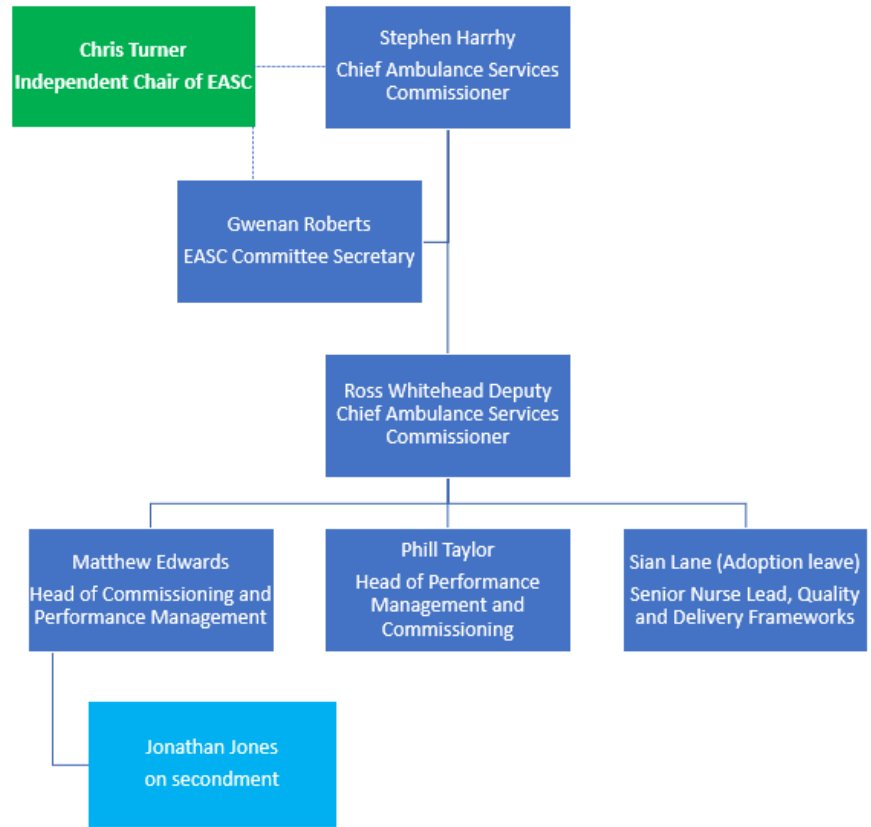 Chris Turner
Independent Chair of EASC
Stephen Harrhy
Chief Ambulance Services
Commissioner
Gwenan Roberts
EASC Committee Secretary
Ross Whitehead Deputy
Chief Ambulance Services
Commissioner
Matthew Edwards
Head of Commissioning and
Performance Management
Phill Taylor
Head of Performance
Management and
Commissioning
Sian Lane (Adoption leave)
Senior Nurse Lead, Quality
and Delivery Frameworks
Jonathan Jones
on secondment